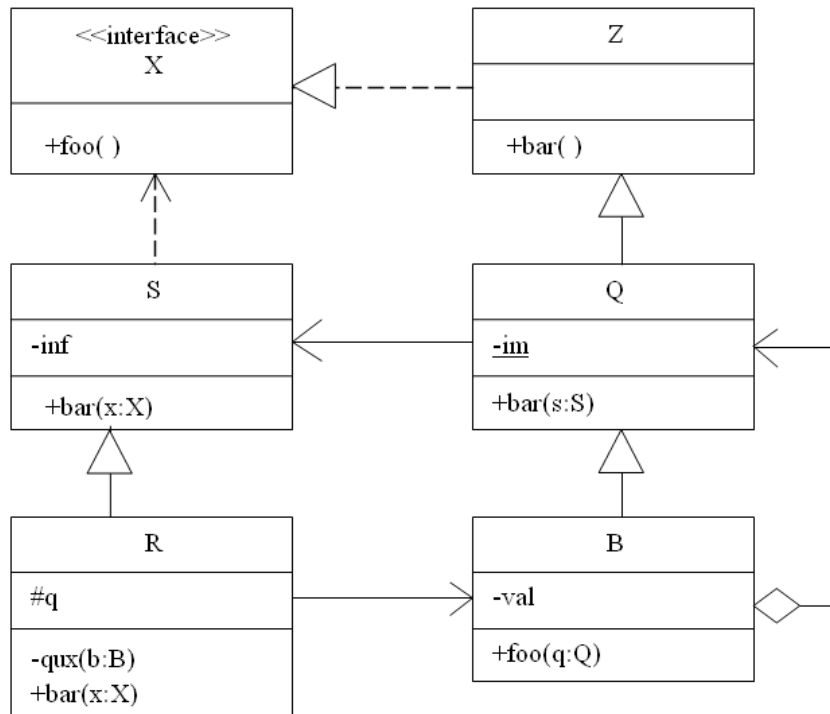 <<interface>>
X
+foo( )
Z
+bar( )
S
-inf
+bar(x:X)
Q
-im
+bar(s:S)
R
#q
-qux(b:B)
+bar(x:X)
B
-val
+foo(q:Q)